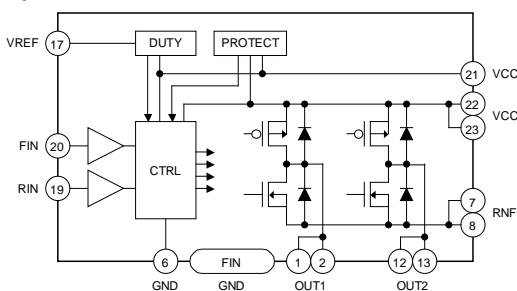 VREF 17 DUTY PROTECT
21 VCC
22 VCC
23
FIN 20
CTRL
RIN 19
7 RNF
8
6 FIN 1 2 12 13
GND GND OUT1 OUT2